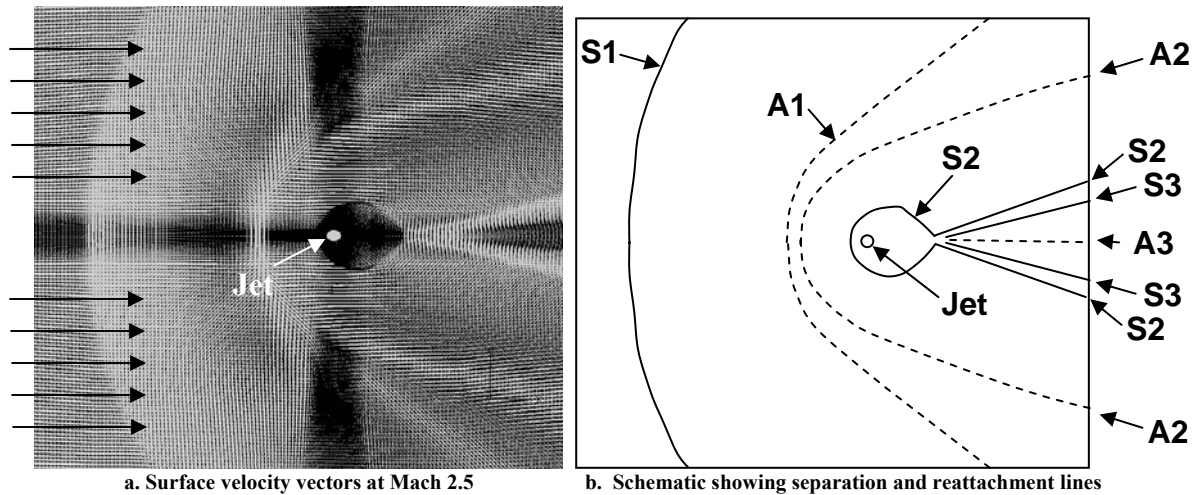 Jet
a. Surface velocity vectors at Mach 2.5
S1
A1
A2
S2
S2
S3
A3
Jet
S3
S2
A2
b. Schematic showing separation and reattachment lines